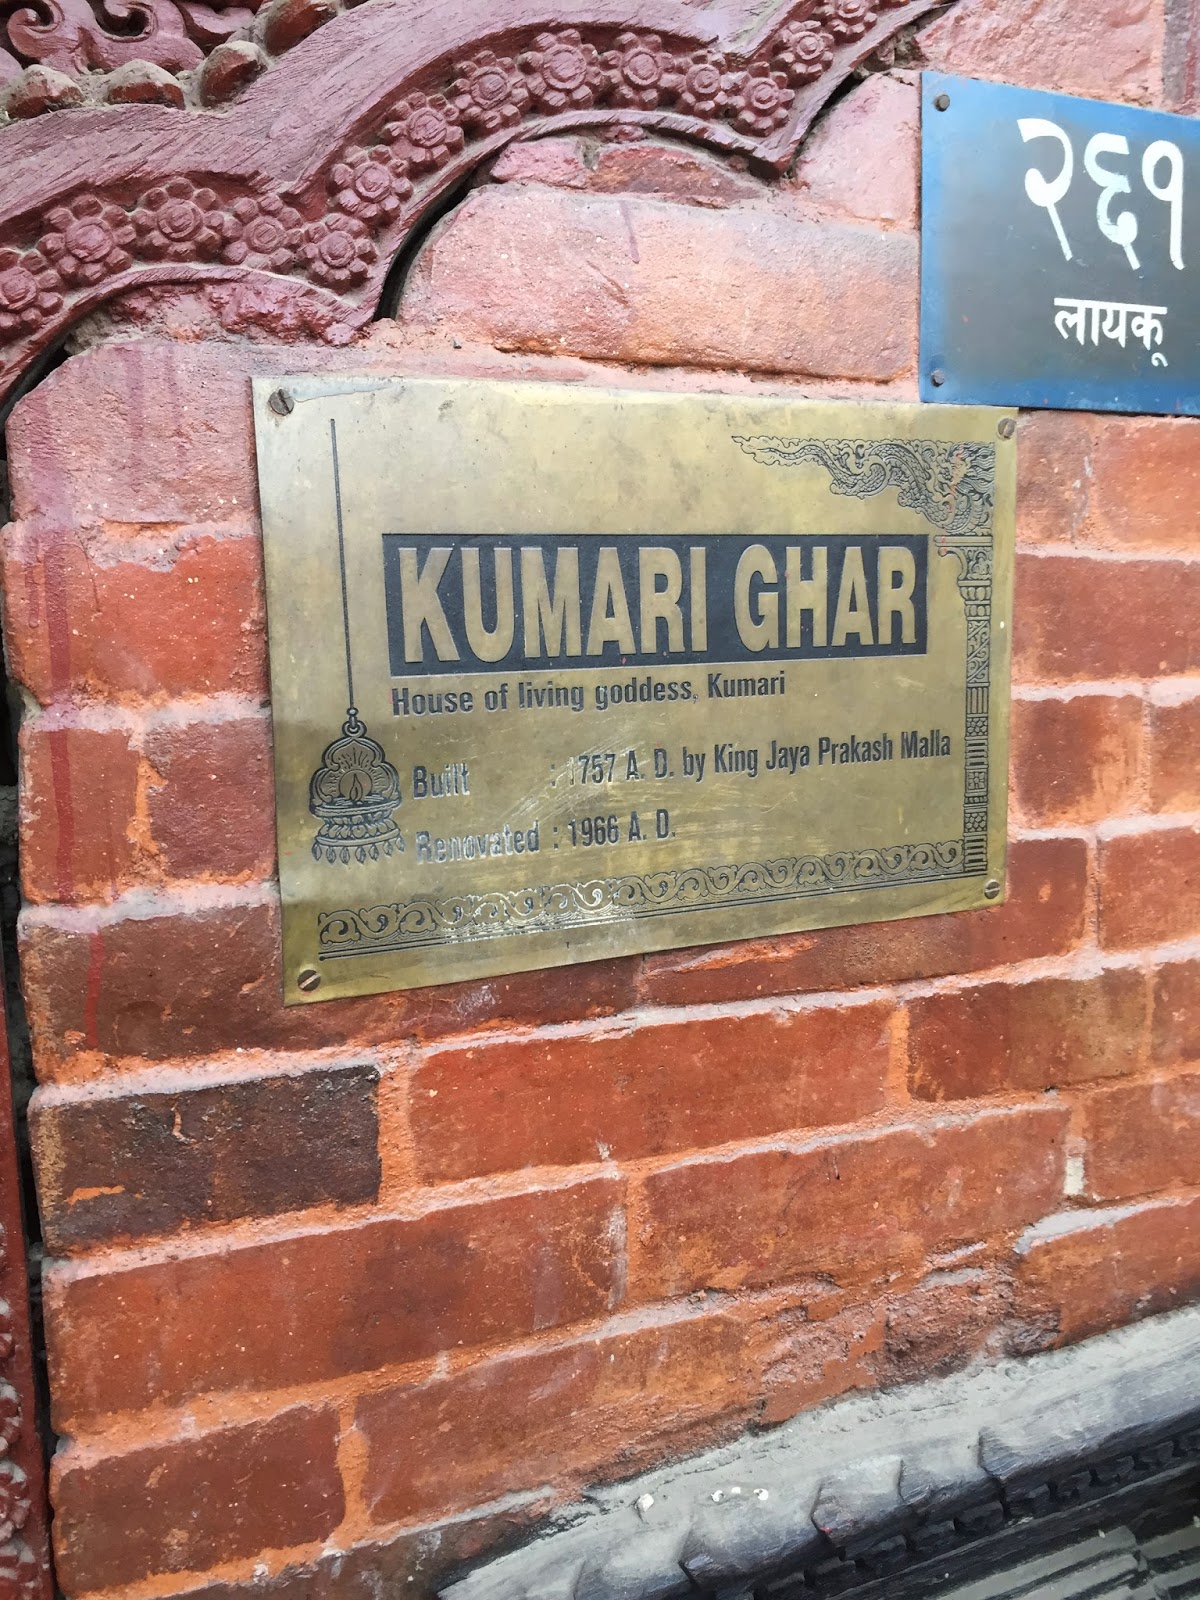 २६१
लायकू
KUMARI GHAR
House of living goddess, Kumari
Built : 1757 A. D. by King Jaya Prakash Malla
Renovated : 1966 A. D.